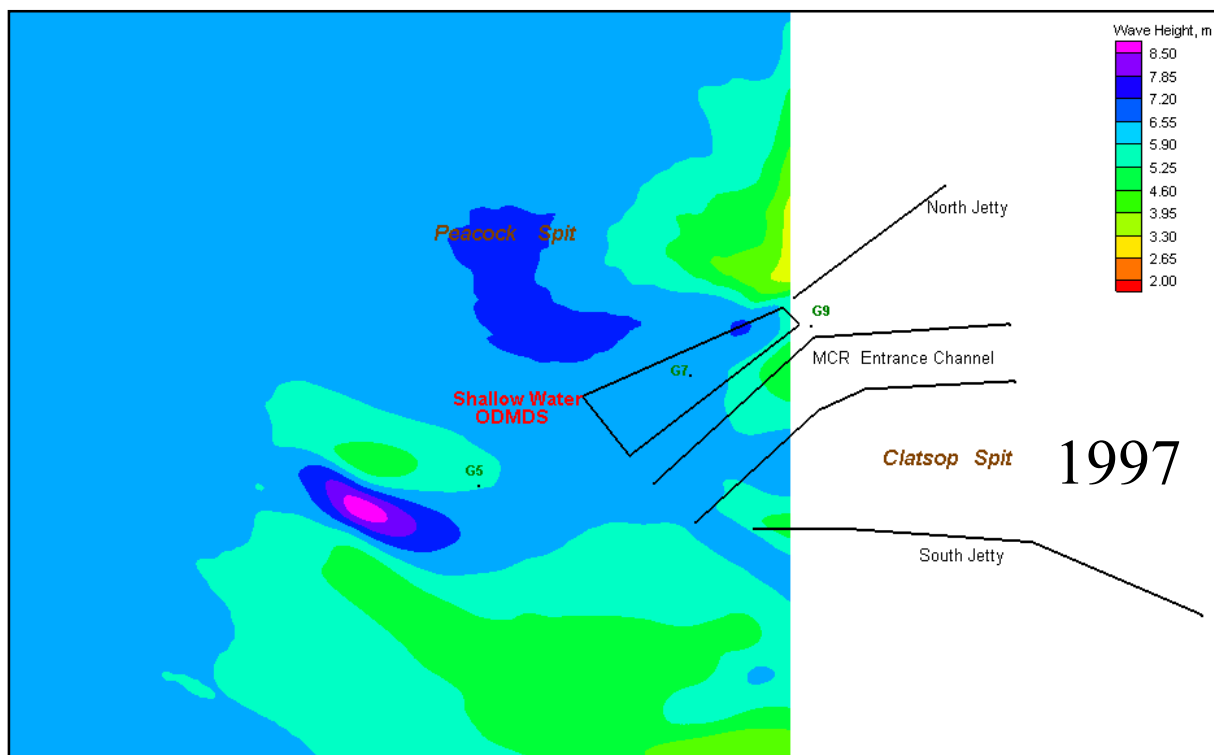 Wave Height, m
8.50
7.85
7.20
6.55
5.90
5.25
4.60
3.95
3.30
2.65
2.00
North Jetty
Peacock Spit
G9
MCR Entrance Channel
G7
Shallow Water
ODMDS
Clatsop Spit
1997
G5
South Jetty